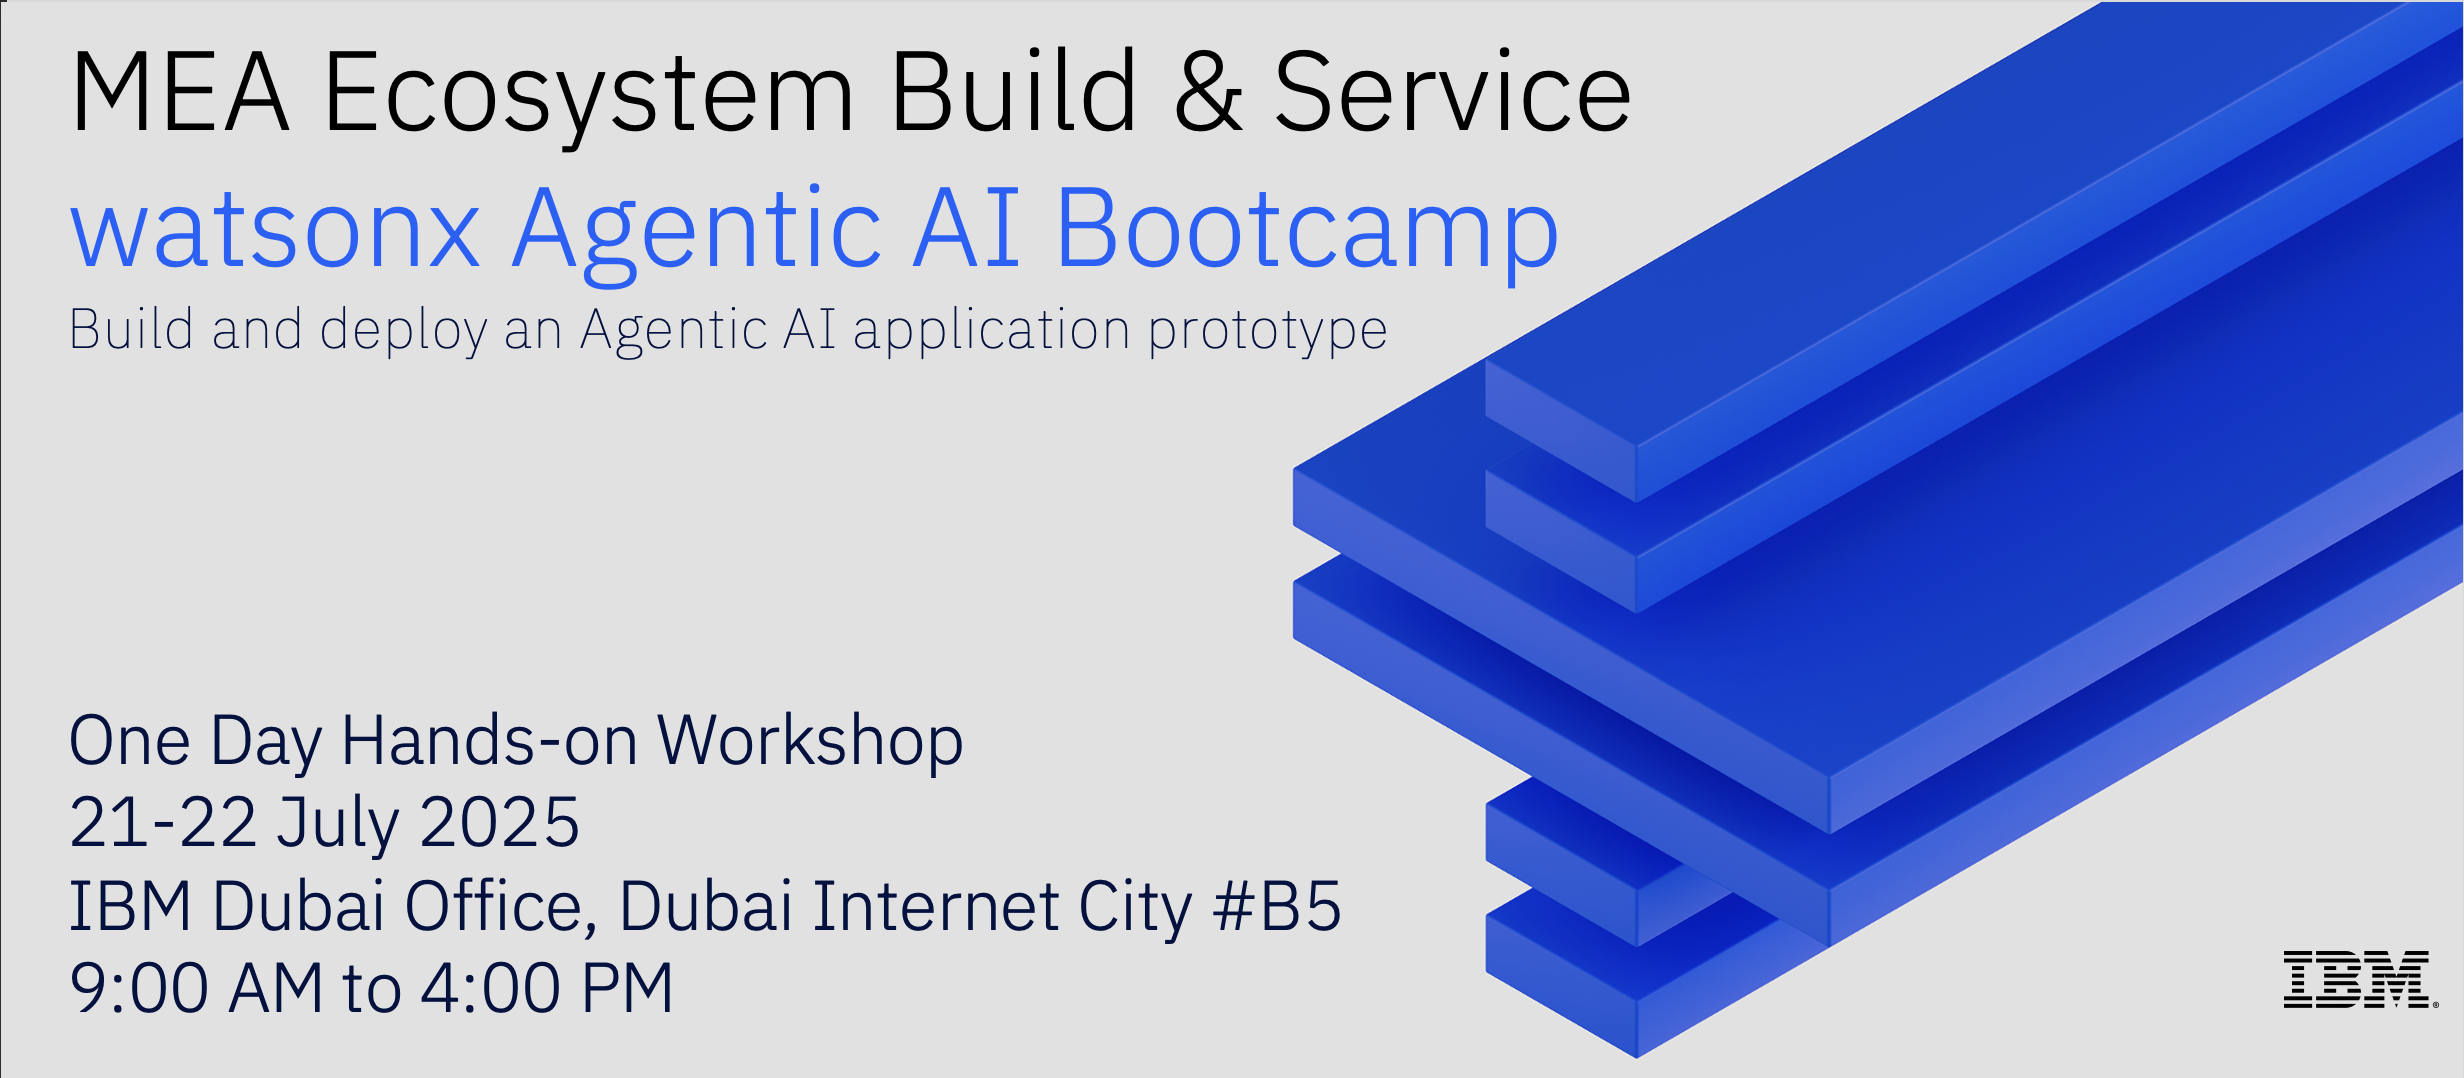 MEA Ecosystem Build & Service
watsonx Agentic AI Bootcamp
Build and deploy an Agentic AI application prototype
One Day Hands-on Workshop
21-22 July 2025
IBM Dubai Office, Dubai Internet City #B5
9:00 AM to 4:00 PM
IBM®